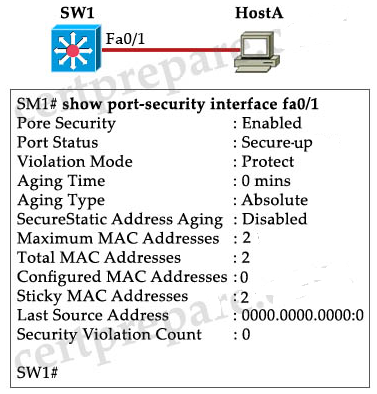 SW1
HostA
Fa0/1
certprepare.c
SM1# show port-security interface fa0/1
Pore Security : Enabled
Port Status : Secure-up
Violation Mode : Protect
Aging Time : 0 mins
Aging Type : Absolute
SecureStatic Address Aging : Disabled
Maximum MAC Addresses : 2
Total MAC Addresses : 2
Configured MAC Addresses : 0
Sticky MAC Addresses : 2
Last Source Address : 0000.0000.0000:0
Security Violation Count : 0
certprepare..
SW1#